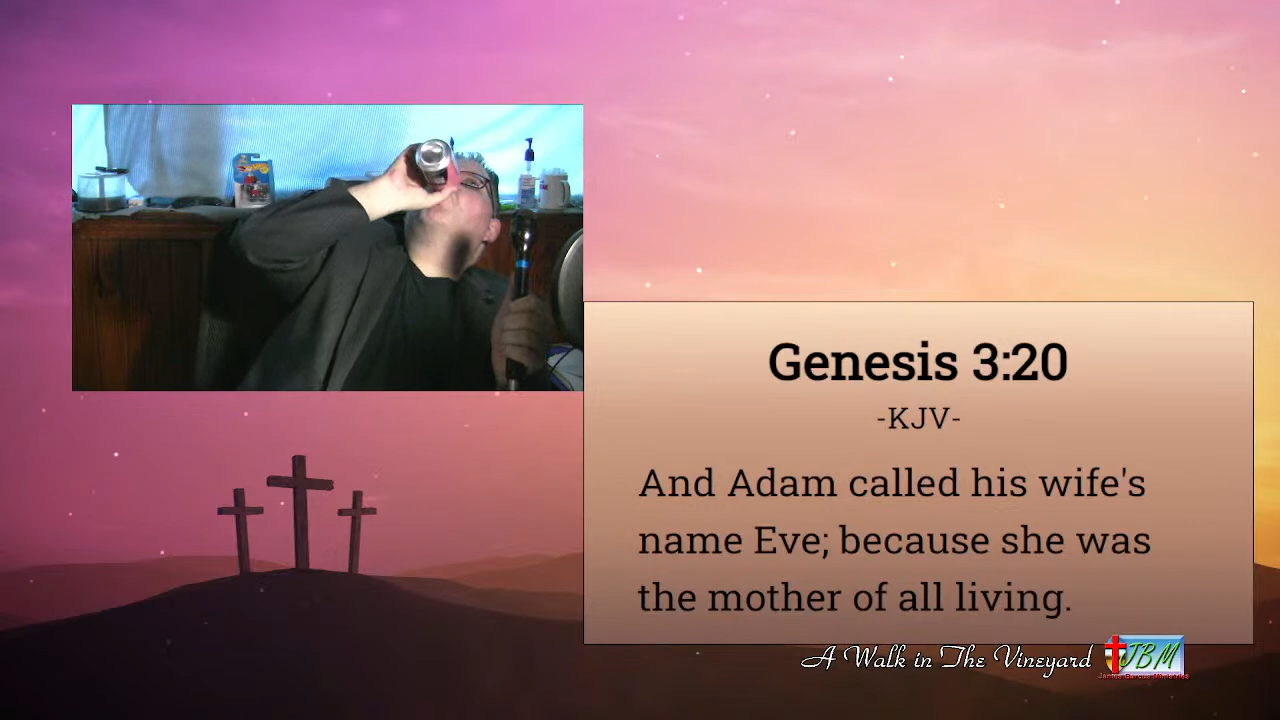 Genesis 3:20
-KJV-
And Adam called his wife's
name Eve; because she was
the mother of all living.
A Walk in The Vineyard
JBM